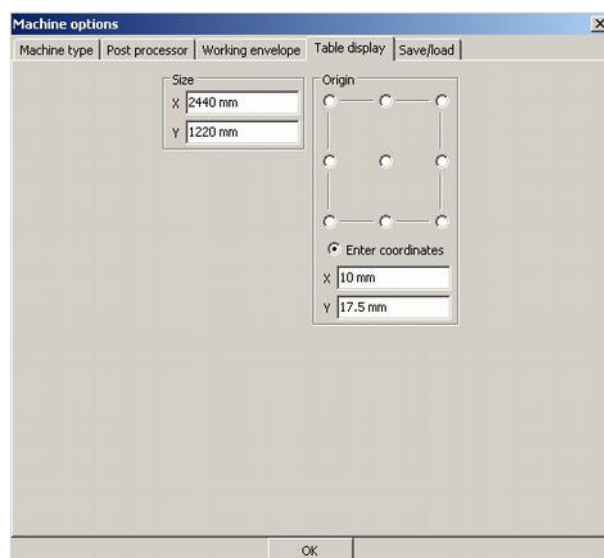 Machine options
Machine type Post processor Working envelope Table display Save/load
Size
X 2440 mm
Y 1220 mm
Origin
Enter coordinates
X 10 mm
Y 17.5 mm
OK